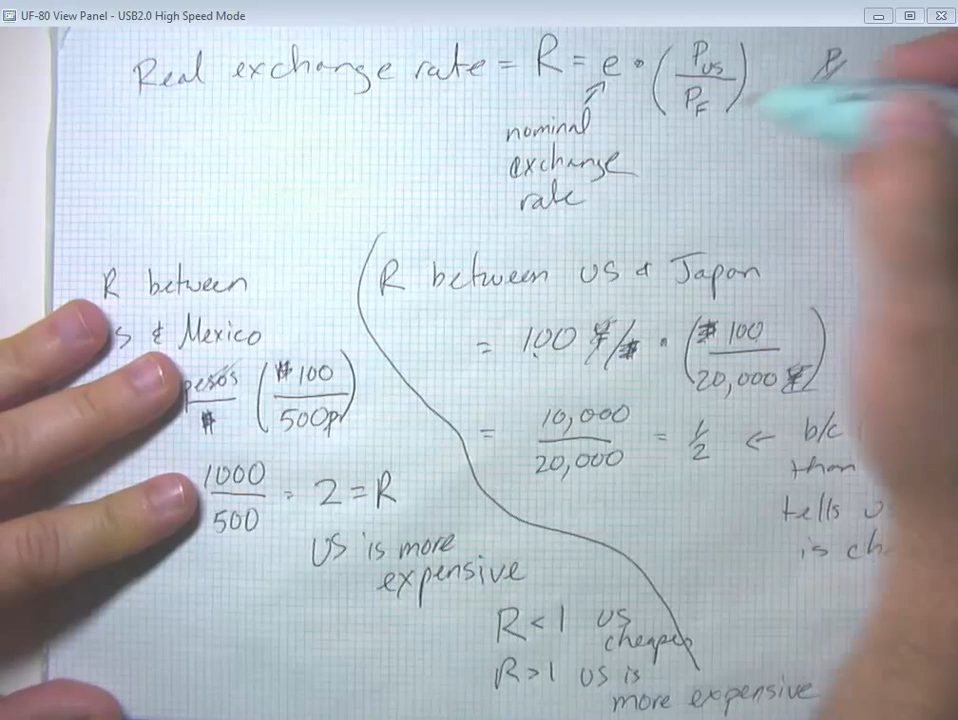 UF-80 View Panel - USB2.0 High Speed Mode
Real exchange rate = R = e · (P_US / P_F)
nominal
exchange
rate
R between
s & Mexico
pesos/$ ($100 / 500p)
1000/500 = 2 = R
US is more
expensive
R between US & Japan
= 100 ¥/$ · ($100 / 20,000 ¥)
= 10,000/20,000 = 1/2 ← b/c
than
tells
is ch
R < 1 US
cheaper
R > 1 US is
more expensive